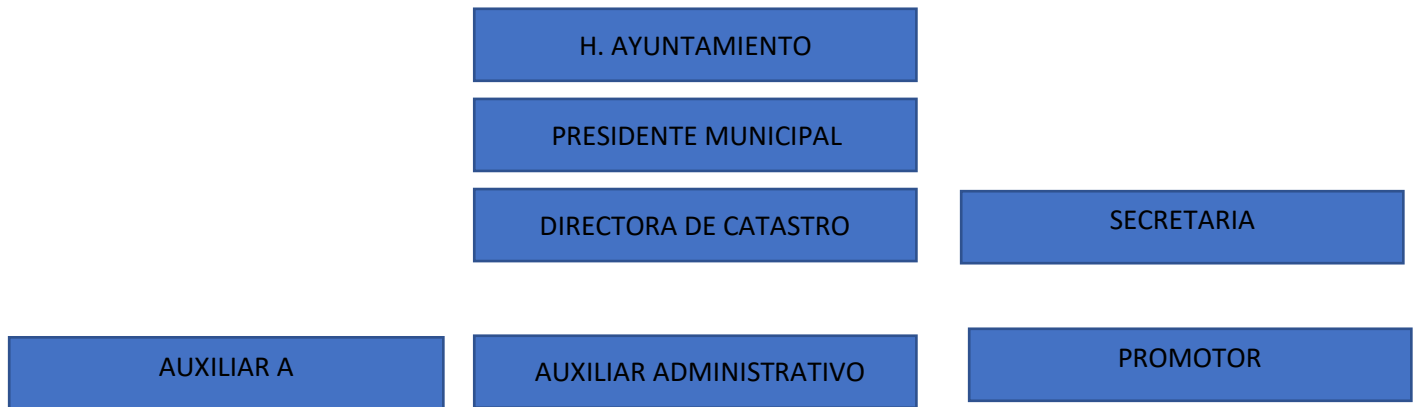 H. AYUNTAMIENTO
PRESIDENTE MUNICIPAL
DIRECTORA DE CATASTRO
SECRETARIA
AUXILIAR A
AUXILIAR ADMINISTRATIVO
PROMOTOR